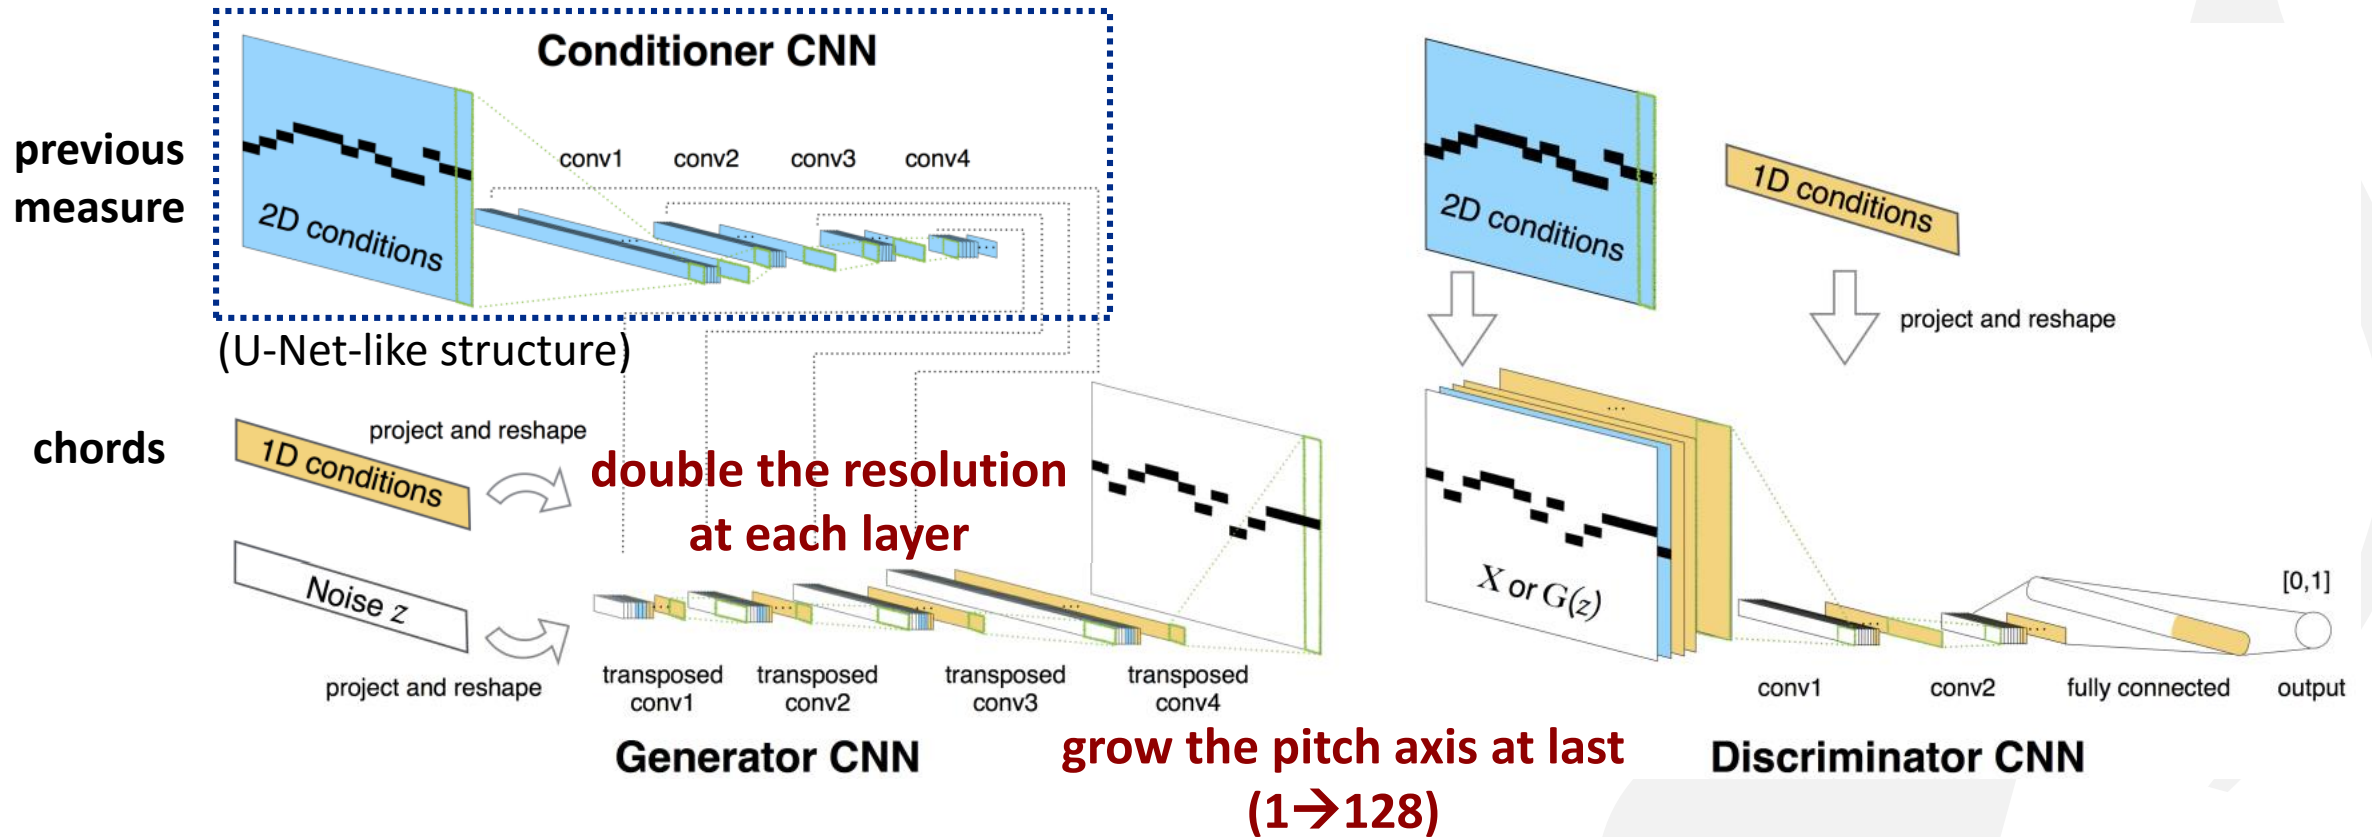 Conditioner CNN
previous
measure
2D conditions
conv1
conv2
conv3
conv4
(U-Net-like structure)
chords
1D conditions
project and reshape
double the resolution
at each layer
Noise z
project and reshape
transposed
conv1
transposed
conv2
transposed
conv3
transposed
conv4
Generator CNN
grow the pitch axis at last
(1→128)
2D conditions
1D conditions
project and reshape
X or G(z)
[0,1]
conv1
conv2
fully connected
output
Discriminator CNN